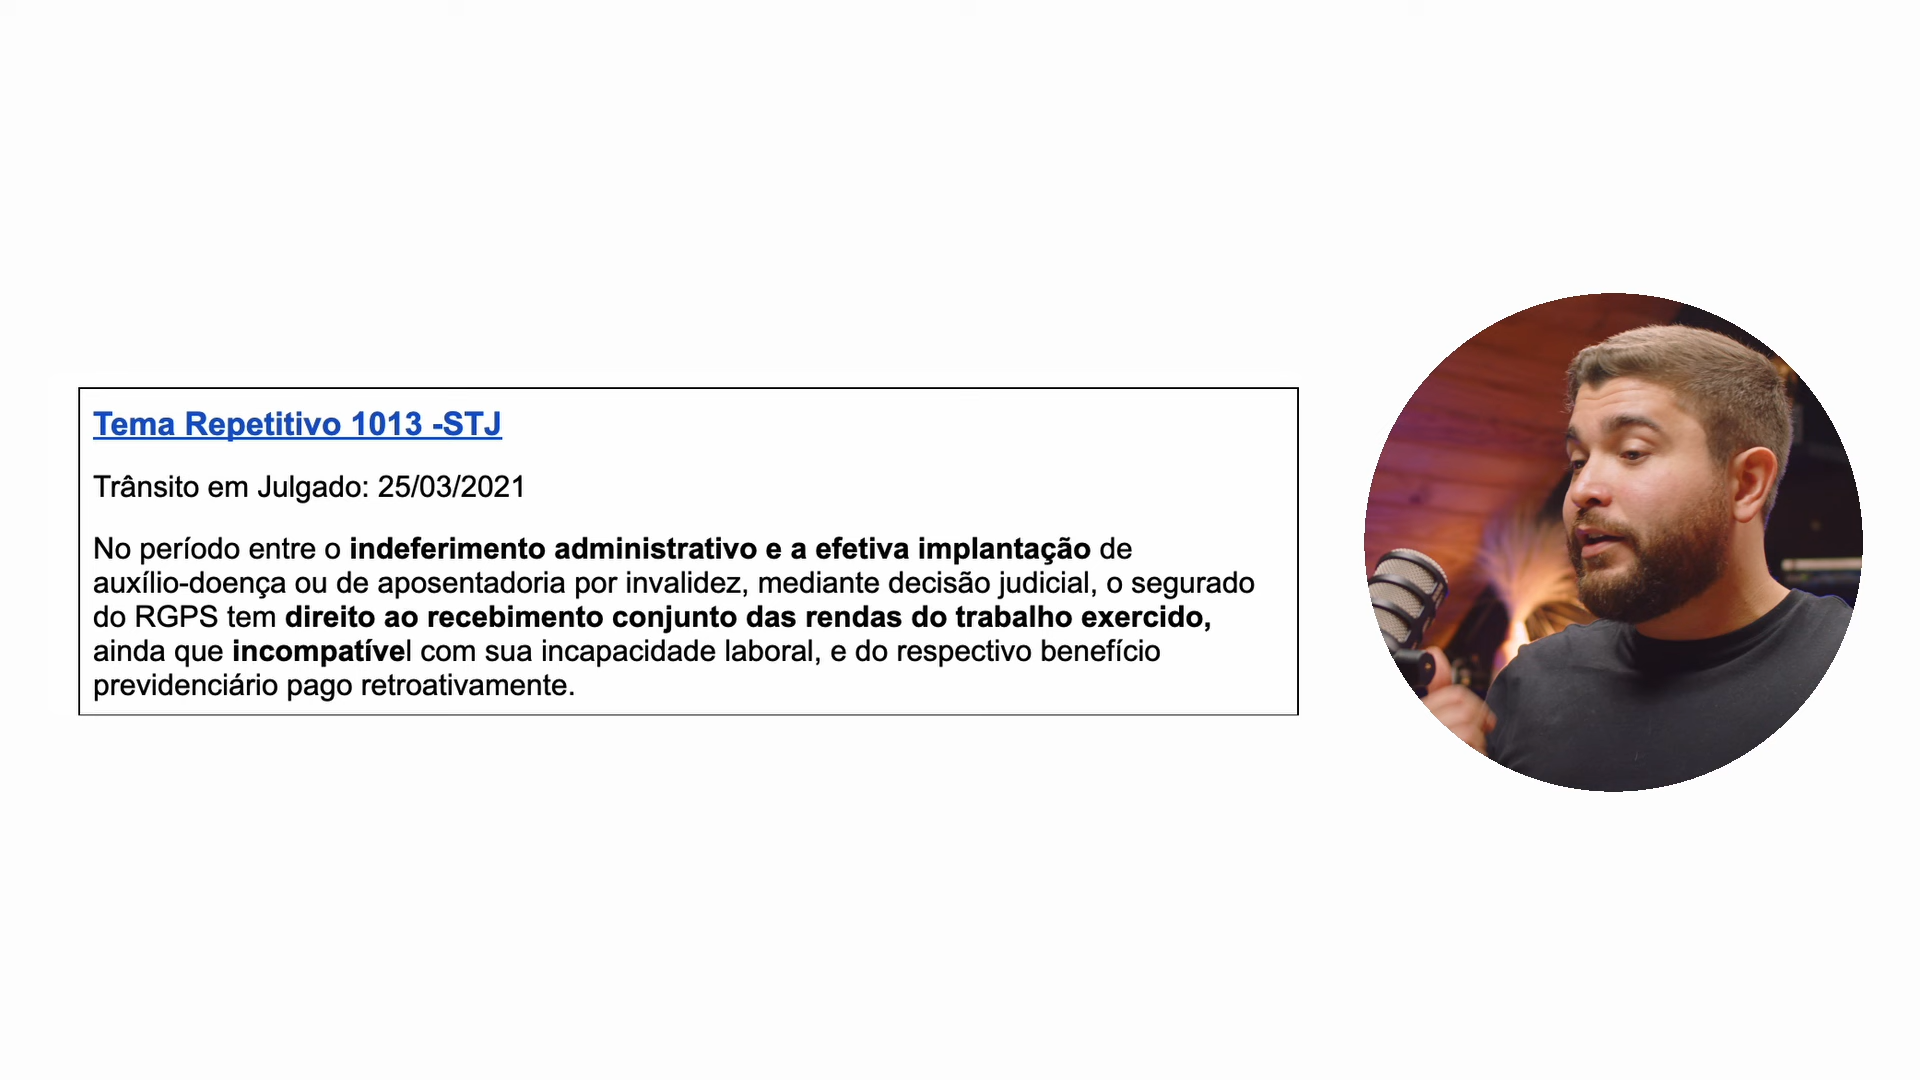 Tema Repetitivo 1013 -STJ
Trânsito em Julgado: 25/03/2021
No período entre o indeferimento administrativo e a efetiva implantação de
auxílio-doença ou de aposentadoria por invalidez, mediante decisão judicial, o segurado
do RGPS tem direito ao recebimento conjunto das rendas do trabalho exercido,
ainda que incompatível com sua incapacidade laboral, e do respectivo benefício
previdenciário pago retroativamente.